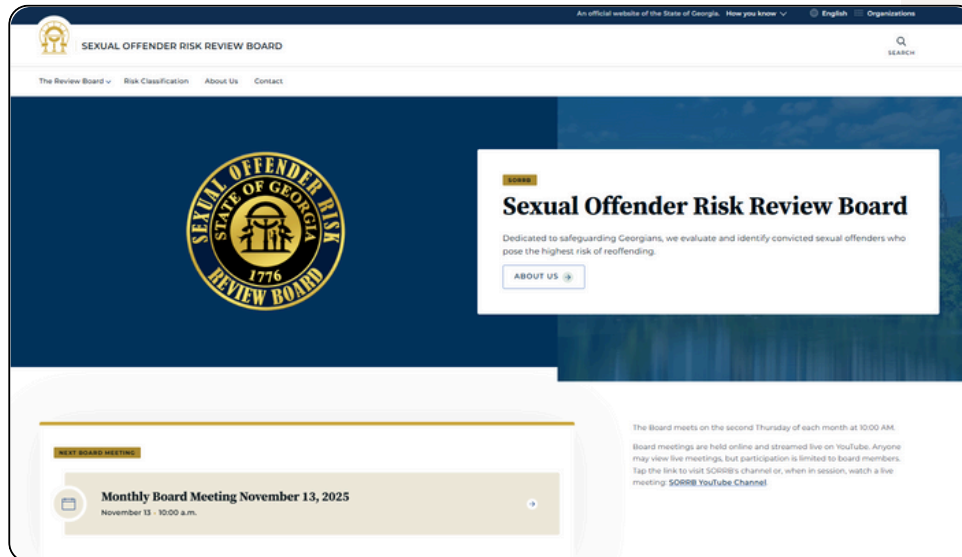 An official website of the State of Georgia. How you know
English
Organizations
SEXUAL OFFENDER RISK REVIEW BOARD
SEARCH
The Review Board
Risk Classification
About Us
Contact
SEXUAL OFFENDER RISK
REVIEW BOARD
STATE OF GEORGIA
1776
SORRB
Sexual Offender Risk Review Board
Dedicated to safeguarding Georgians, we evaluate and identify convicted sexual offenders who
pose the highest risk of reoffending.
ABOUT US
NEXT BOARD MEETING
Monthly Board Meeting November 13, 2025
November 13 - 10:00 a.m.
The Board meets on the second Thursday of each month at 10:00 AM.
Board meetings are held online and streamed live on YouTube. Anyone
may view live meetings, but participation is limited to board members.
Tap the link to visit SORRB's channel or, when in session, watch a live
meeting: SORRB YouTube Channel